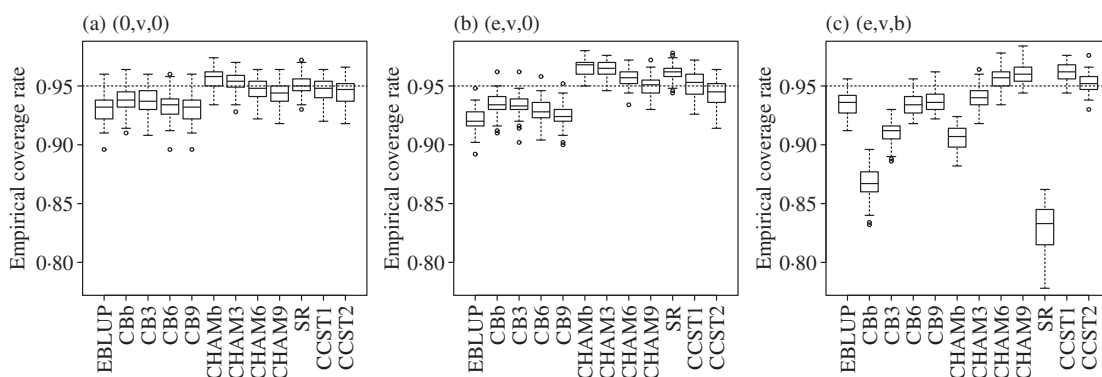 (a) (0,v,0)
Empirical coverage rate
0·95
0·90
0·85
0·80
EBLUP
CBb
CB3
CB6
CB9
CHAMb
CHAM3
CHAM6
CHAM9
SR
CCST1
CCST2
(b) (e,v,0)
Empirical coverage rate
0·95
0·90
0·85
0·80
EBLUP
CBb
CB3
CB6
CB9
CHAMb
CHAM3
CHAM6
CHAM9
SR
CCST1
CCST2
(c) (e,v,b)
Empirical coverage rate
0·95
0·90
0·85
0·80
EBLUP
CBb
CB3
CB6
CB9
CHAMb
CHAM3
CHAM6
CHAM9
SR
CCST1
CCST2